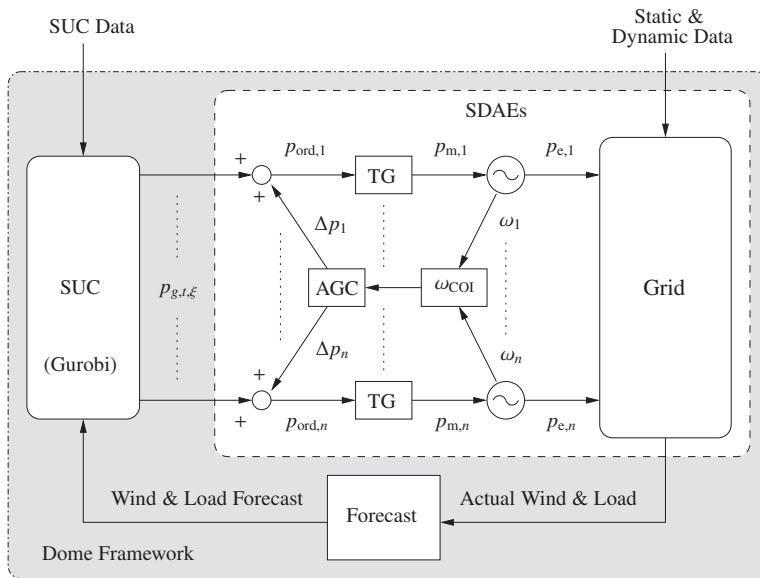 SUC Data
Static &
Dynamic Data
SDAEs
+
p_ord,1
TG
p_m,1
p_e,1
+
Δp_1
ω_1
SUC
(Gurobi)
p_g,t,ξ
AGC
ω_COI
Grid
Δp_n
ω_n
+
+
p_ord,n
TG
p_m,n
p_e,n
Wind & Load Forecast
Forecast
Actual Wind & Load
Dome Framework